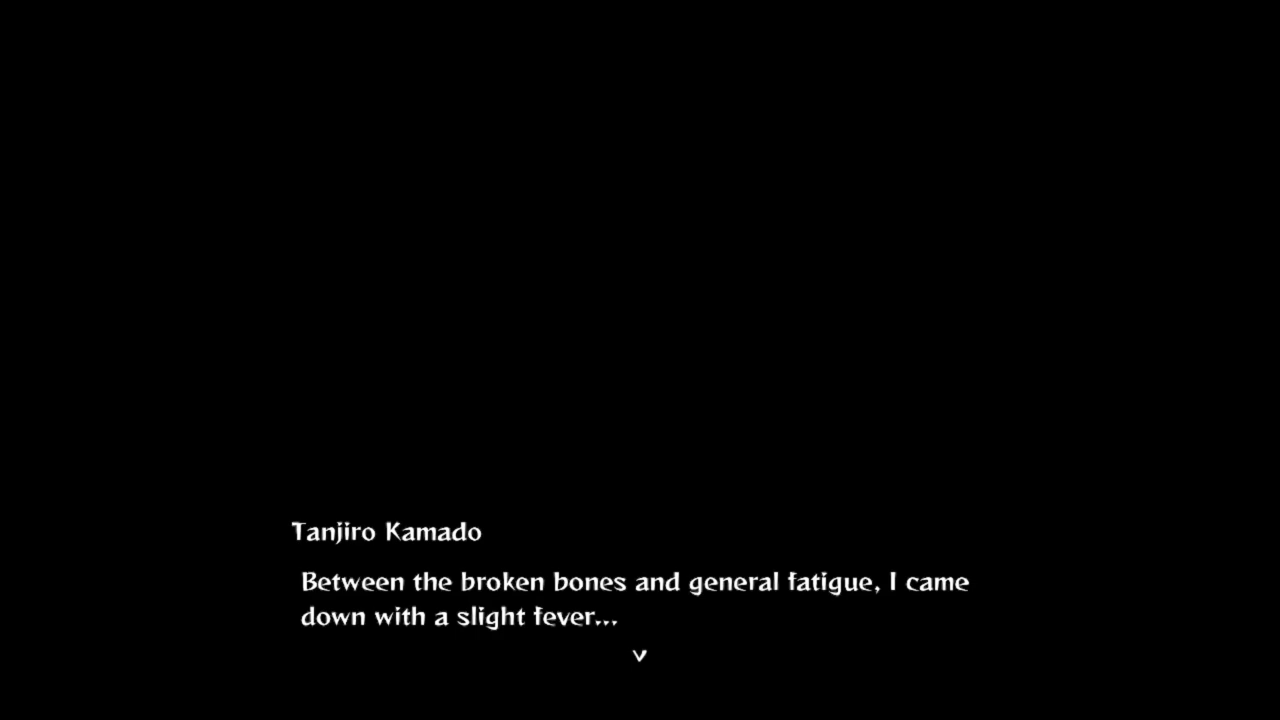 Tanjiro Kamado
Between the broken bones and general fatigue, I came
down with a slight fever...